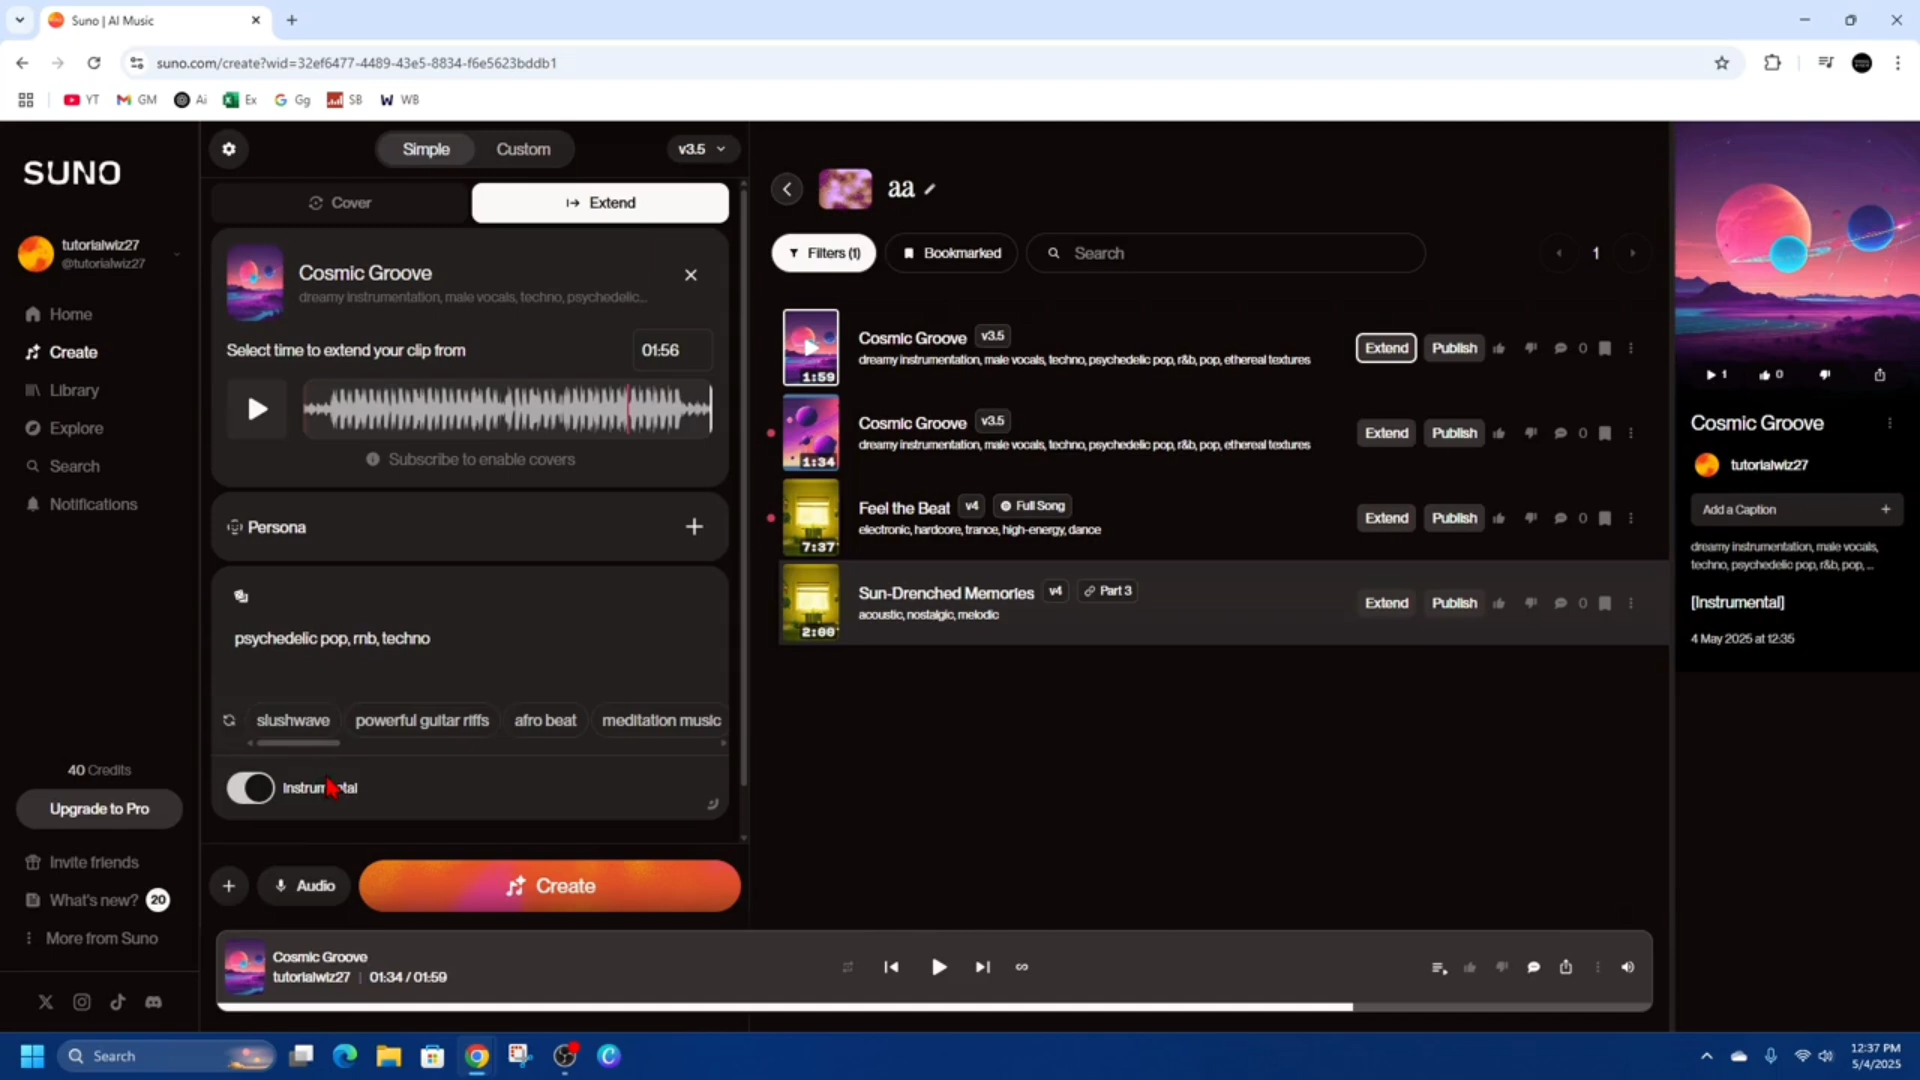 Suno | AI Music
suno.com/create?wid=32ef6477-4489-43e5-8834-f6e5623bddb1
YT
GM
Ai
Ex
Gg
SB
WB
SUNO
tutorialwiz27
@tutorialwiz27
Home
Create
Library
Explore
Search
Notifications
40 Credits
Upgrade to Pro
Invite friends
What's new? 20
More from Suno
Simple
Custom
v3.5
Cover
Extend
Cosmic Groove
dreamy instrumentation, male vocals, techno, psychedelic...
Select time to extend your clip from
01:56
Subscribe to enable covers
Persona
psychedelic pop, rnb, techno
slushwave
powerful guitar riffs
afro beat
meditation music
Instrumental
Audio
Create
aa
Filters (1)
Bookmarked
Search
1
Cosmic Groove v3.5
dreamy instrumentation, male vocals, techno, psychedelic pop, r&b, pop, ethereal textures
1:59
Extend
Publish
0
Cosmic Groove v3.5
dreamy instrumentation, male vocals, techno, psychedelic pop, r&b, pop, ethereal textures
1:34
Extend
Publish
0
Feel the Beat v4 Full Song
electronic, hardcore, trance, high-energy, dance
7:37
Extend
Publish
0
Sun-Drenched Memories v4 Part 3
acoustic, nostalgic, melodic
2:00
Extend
Publish
0
1
0
Cosmic Groove
tutorialwiz27
Add a Caption
dreamy instrumentation, male vocals,
techno, psychedelic pop, r&b, pop, ...
[Instrumental]
4 May 2025 at 12:35
Cosmic Groove
tutorialwiz27 | 01:34 / 01:59
Search
12:37 PM
5/4/2025